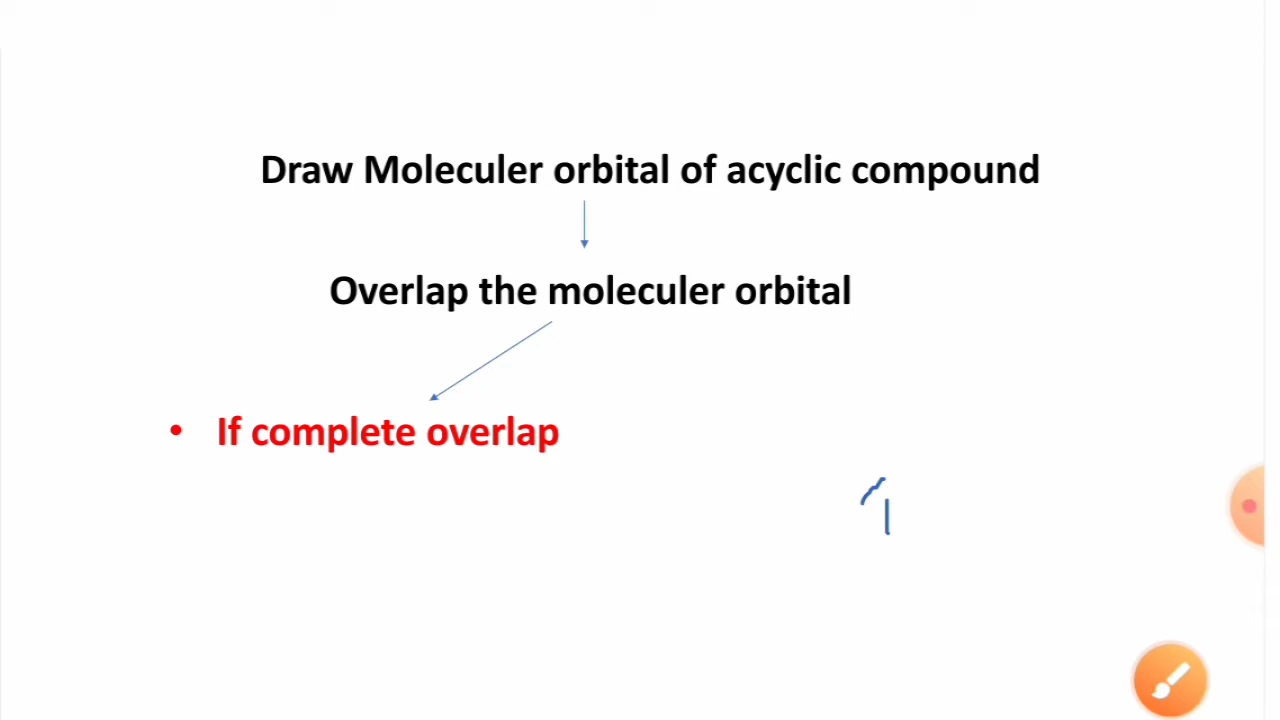 Draw Moleculer orbital of acyclic compound
Overlap the moleculer orbital
• If complete overlap